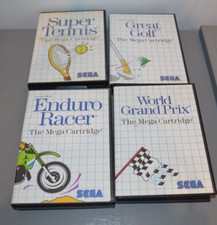 Super
Tennis
The Mega Cartridge
SEGA
Great
Golf
The Mega Cartridge
SEGA
Enduro
Racer
The Mega Cartridge
SEGA
World
Grand Prix
The Mega Cartridge
SEGA